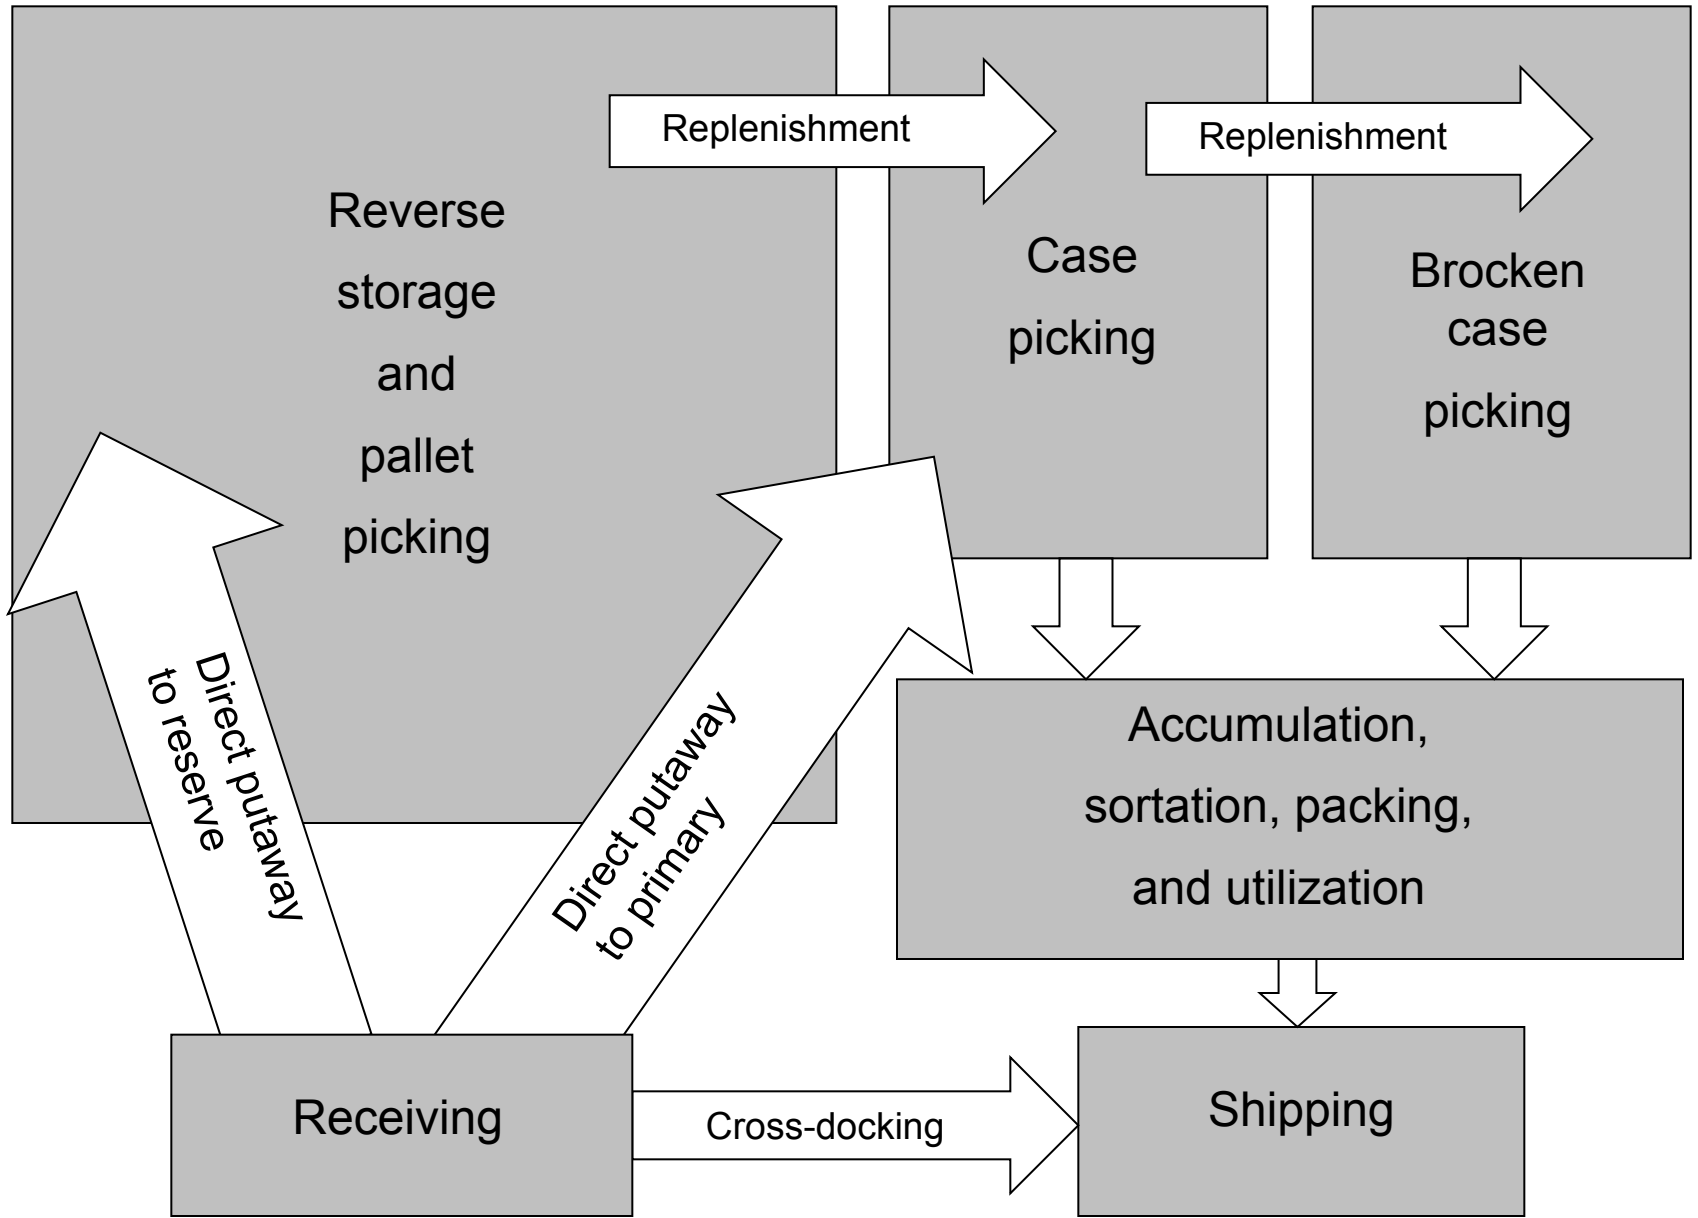 Replenishment
Replenishment
Reverse
storage
and
pallet
picking
Case
picking
Brocken
case
picking
Direct putaway
to reserve
Direct putaway
to primary
Accumulation,
sortation, packing,
and utilization
Receiving
Cross-docking
Shipping